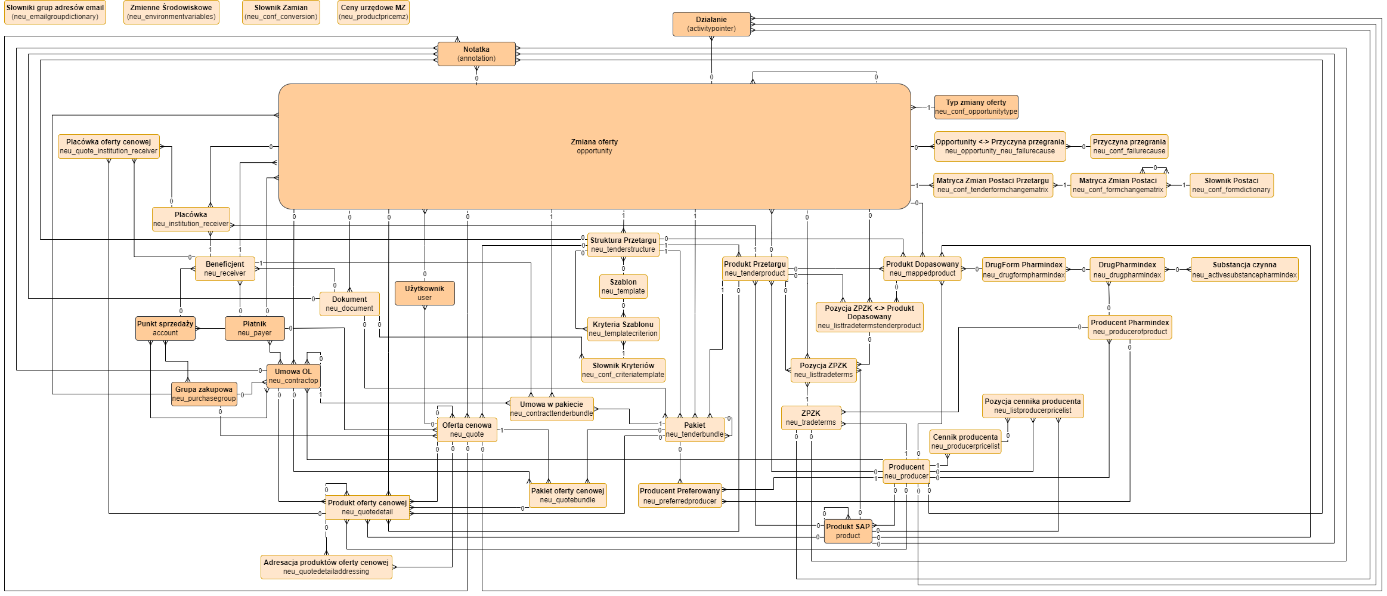 Słowniki grup adresów email
(neu_emailgroupdictionary)
Zmienne Środowiskowe
(neu_environmentvariables)
Słownik Zamian
(neu_conf_conversion)
Ceny urzędowe MZ
(neu_productpricemz)
Działanie
(activitypointer)
Notatka
(annotation)
Zmiana oferty
opportunity
Typ zmiany oferty
neu_conf_opportunitytype
Placówka oferty cenowej
neu_quote_institution_receiver
Opportunity <-> Przyczyna przegrania
neu_opportunity_neu_failurecause
Przyczyna przegrania
neu_conf_failurecause
Matryca Zmian Postaci Przetargu
neu_conf_tenderformchangematrix
Matryca Zmian Postaci
neu_conf_formchangematrix
Słownik Postaci
neu_conf_formdictionary
Placówka
neu_institution_receiver
Struktura Przetargu
neu_tenderstructure
Beneficjent
neu_receiver
Produkt Przetargu
neu_tenderproduct
Produkt Dopasowany
neu_mappedproduct
DrugForm Pharmindex
neu_drugformpharmindex
DrugPharmindex
neu_drugpharmindex
Substancja czynna
neu_activesubstancapharmindex
Użytkownik
user
Dokument
neu_document
Szablon
neu_template
Pozycja ZPZK <-> Produkt
Dopasowany
neu_listtradetermstenderproduct
Punkt sprzedaży
account
Płatnik
neu_payer
Kryteria Szablonu
neu_templatecriterion
Producent Pharmindex
neu_producerofproduct
Umowa OL
neu_contractop
Słownik Kryteriów
neu_conf_criteriatemplate
Pozycja ZPZK
neu_listtradeterms
Grupa zakupowa
neu_purchasegroup
Umowa w pakiecie
neu_contracttenderbundle
ZPZK
neu_tradeterms
Pozycja cennika producenta
neu_listproducerpricelist
Oferta cenowa
neu_quote
Pakiet
neu_tenderbundle
Cennik producenta
neu_producerpricelist
Producent
neu_producer
Produkt oferty cenowej
neu_quotedetail
Pakiet oferty cenowej
neu_quotebundle
Producent Preferowany
neu_preferredproducer
Produkt SAP
product
Adresacja produktów oferty cenowej
neu_quotedetailaddressing